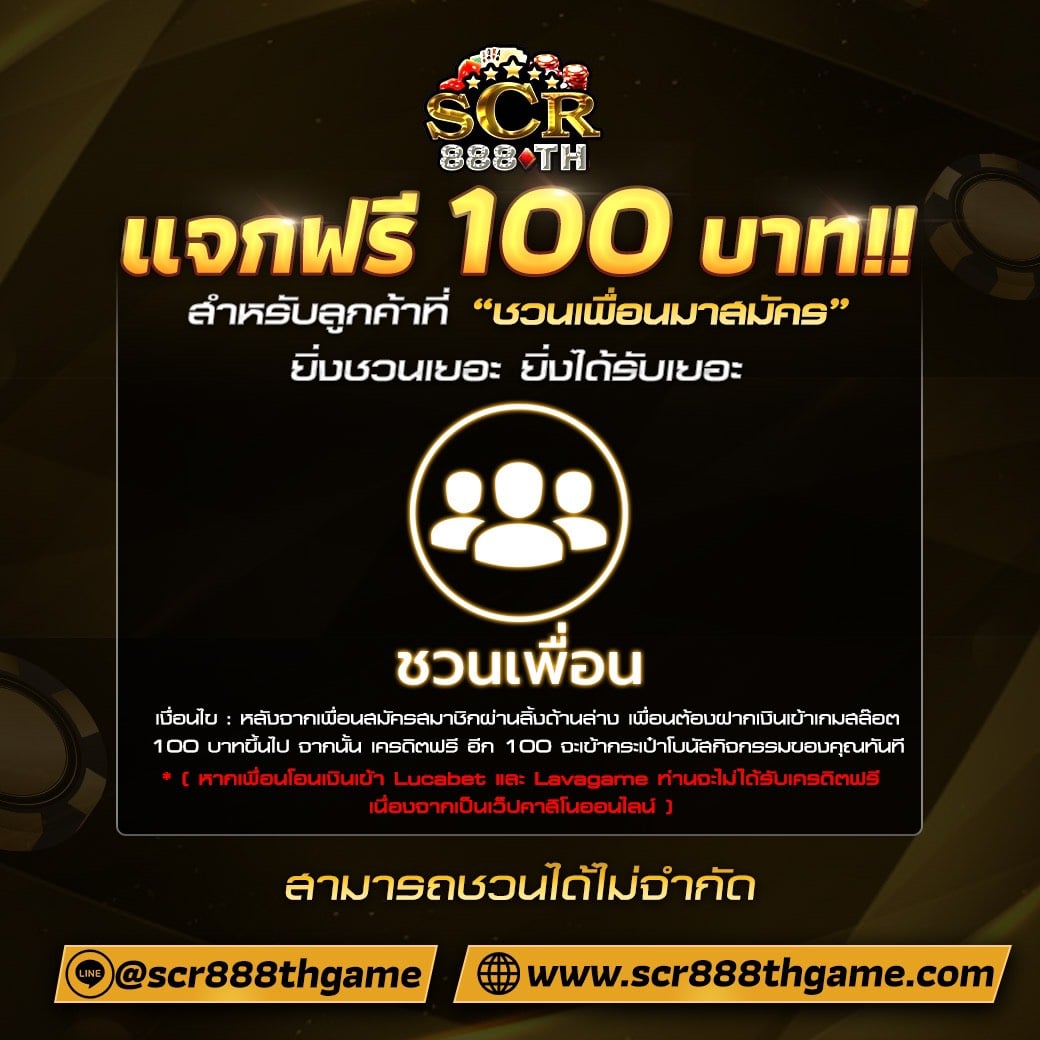 SCR
888 TH
แจกฟรี 100 บาท!!
สำหรับลูกค้าที่ “ชวนเพื่อนมาสมัคร”
ยิ่งชวนเยอะ ยิ่งได้รับเยอะ
ชวนเพื่อน
เงื่อนไข : หลังจากเพื่อนสมัครสมาชิกผ่านลิ้งด้านล่าง เพื่อนต้องฝากเงินเข้าเกมสล๊อต
100 บาทขึ้นไป จากนั้น เครดิตฟรี อีก 100 จะเข้ากระเป๋าโบนัสกิจกรรมของคุณทันที
* ( หากเพื่อนโอนเงินเข้า Lucabet และ Lavagame ท่านจะไม่ได้รับเครดิตฟรี
เนื่องจากเป็นเว็ปคาสิโนออนไลน์ )
สามารถชวนได้ไม่จำกัด
LINE @scr888thgame
www.scr888thgame.com